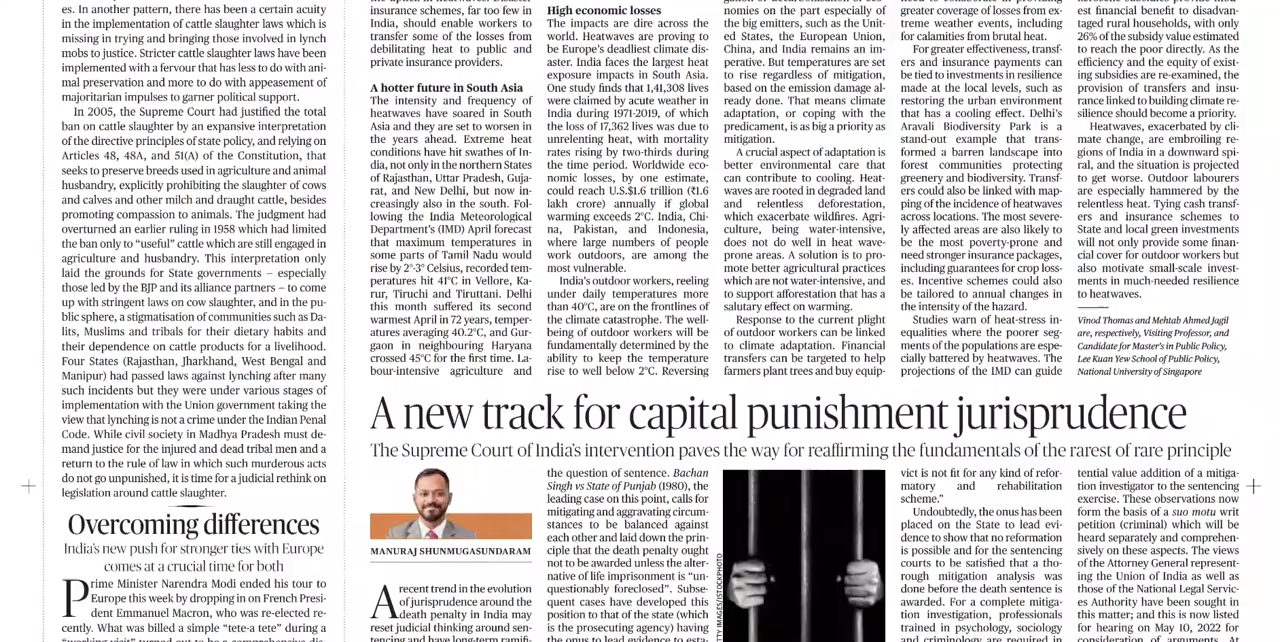 es. In another pattern, there has been a certain acuity
in the implementation of cattle slaughter laws which is
missing in trying and bringing those involved in lynch
mobs to justice. Stricter cattle slaughter laws have been
implemented with a fervour that has less to do with ani-
mal preservation and more to do with appeasement of
majoritarian impulses to garner political support.
In 2005, the Supreme Court had justified the total
ban on cattle slaughter by an expansive interpretation
of the directive principles of state policy, and relying on
Articles 48, 48A, and 51(A) of the Constitution, that
seeks to preserve breeds used in agriculture and animal
husbandry, explicitly prohibiting the slaughter of cows
and calves and other milch and draught cattle, besides
promoting compassion to animals. The judgment had
overturned an earlier ruling in 1958 which had limited
the ban only to “useful” cattle which are still engaged in
agriculture and husbandry. This interpretation only
laid the grounds for State governments – especially
those led by the BJP and its alliance partners – to come
up with stringent laws on cow slaughter, and in the pu-
blic sphere, a stigmatisation of communities such as Da-
lits, Muslims and tribals for their dietary habits and
their dependence on cattle products for a livelihood.
Four States (Rajasthan, Jharkhand, West Bengal and
Manipur) had passed laws against lynching after many
such incidents but they were under various stages of
implementation with the Union government taking the
view that lynching is not a crime under the Indian Penal
Code. While civil society in Madhya Pradesh must de-
mand justice for the injured and dead tribal men and a
return to the rule of law in which such murderous acts
do not go unpunished, it is time for a judicial rethink on
legislation around cattle slaughter.
Overcoming differences
India’s new push for stronger ties with Europe
comes at a crucial time for both
Prime Minister Narendra Modi ended his tour to
Europe this week by dropping in on French Presi-
dent Emmanuel Macron, who was re-elected re-
cently. What was billed a simple “tete-a tete” during a
insurance schemes, far too few in
India, should enable workers to
transfer some of the losses from
debilitating heat to public and
private insurance providers.
A hotter future in South Asia
The intensity and frequency of
heatwaves have soared in South
Asia and they are set to worsen in
the years ahead. Extreme heat
conditions have hit swathes of In-
dia, not only in the northern States
of Rajasthan, Uttar Pradesh, Guja-
rat, and New Delhi, but now in-
creasingly also in the south. Fol-
lowing the India Meteorological
Department’s (IMD) April forecast
that maximum temperatures in
some parts of Tamil Nadu would
rise by 2°-3° Celsius, recorded tem-
peratures hit 41°C in Vellore, Ka-
rur, Tiruchi and Tiruttani. Delhi
this month suffered its second
warmest April in 72 years, temper-
atures averaging 40.2°C, and Gur-
gaon in neighbouring Haryana
crossed 45°C for the first time. La-
bour-intensive agriculture and
High economic losses
The impacts are dire across the
world. Heatwaves are proving to
be Europe’s deadliest climate dis-
aster. India faces the largest heat
exposure impacts in South Asia.
One study finds that 1,41,308 lives
were claimed by acute weather in
India during 1971-2019, of which
the loss of 17,362 lives was due to
unrelenting heat, with mortality
rates rising by two-thirds during
the time period. Worldwide eco-
nomic losses, by one estimate,
could reach U.S.$1.6 trillion (₹1.6
lakh crore) annually if global
warming exceeds 2°C. India, Chi-
na, Pakistan, and Indonesia,
where large numbers of people
work outdoors, are among the
most vulnerable.
India’s outdoor workers, reeling
under daily temperatures more
than 40°C, are on the frontlines of
the climate catastrophe. The well-
being of outdoor workers will be
fundamentally determined by the
ability to keep the temperature
rise to well below 2°C. Reversing
nomies on the part especially of
the big emitters, such as the Unit-
ed States, the European Union,
China, and India remains an im-
perative. But temperatures are set
to rise regardless of mitigation,
based on the emission damage al-
ready done. That means climate
adaptation, or coping with the
predicament, is as big a priority as
mitigation.
A crucial aspect of adaptation is
better environmental care that
can contribute to cooling. Heat-
waves are rooted in degraded land
and relentless deforestation,
which exacerbate wildfires. Agri-
culture, being water-intensive,
does not do well in heat wave-
prone areas. A solution is to pro-
mote better agricultural practices
which are not water-intensive, and
to support afforestation that has a
salutary effect on warming.
Response to the current plight
of outdoor workers can be linked
to climate adaptation. Financial
transfers can be targeted to help
farmers plant trees and buy equip-
greater coverage of losses from ex-
treme weather events, including
for calamities from brutal heat.
For greater effectiveness, transf-
ers and insurance payments can
be tied to investments in resilience
made at the local levels, such as
restoring the urban environment
that has a cooling effect. Delhi’s
Aravali Biodiversity Park is a
stand-out example that trans-
formed a barren landscape into
forest communities protecting
greenery and biodiversity. Transf-
ers could also be linked with map-
ping of the incidence of heatwaves
across locations. The most severe-
ly affected areas are also likely to
be the most poverty-prone and
need stronger insurance packages,
including guarantees for crop loss-
es. Incentive schemes could also
be tailored to annual changes in
the intensity of the hazard.
Studies warn of heat-stress in-
equalities where the poorer seg-
ments of the populations are espe-
cially battered by heatwaves. The
projections of the IMD can guide
est financial benefit to disadvan-
taged rural households, with only
26% of the subsidy value estimated
to reach the poor directly. As the
efficiency and the equity of exist-
ing subsidies are re-examined, the
provision of transfers and insu-
rance linked to building climate re-
silience should become a priority.
Heatwaves, exacerbated by cli-
mate change, are embroiling re-
gions of India in a downward spi-
ral, and the situation is projected
to get worse. Outdoor labourers
are especially hammered by the
relentless heat. Tying cash transf-
ers and insurance schemes to
State and local green investments
will not only provide some finan-
cial cover for outdoor workers but
also motivate small-scale invest-
ments in much-needed resilience
to heatwaves.
Vinod Thomas and Mehtab Ahmed Jagil
are, respectively, Visiting Professor, and
Candidate for Master’s in Public Policy,
Lee Kuan Yew School of Public Policy,
National University of Singapore
A new track for capital punishment jurisprudence
The Supreme Court of India’s intervention paves the way for reaffirming the fundamentals of the rarest of rare principle
MANURAJ SHUNMUGASUNDARAM
A recent trend in the evolution
of jurisprudence around the
death penalty in India may
reset judicial thinking around sen-
tencing and have long-term ramifi-
the question of sentence. Bachan
Singh vs State of Punjab (1980), the
leading case on this point, calls for
mitigating and aggravating circum-
stances to be balanced against
each other and laid down the prin-
ciple that the death penalty ought
not to be awarded unless the alter-
native of life imprisonment is “un-
questionably foreclosed”. Subse-
quent cases have developed this
position to that of the state (which
is the prosecuting agency) having
the onus to lead evidence to esta-
TTY IMAGES/ISTOCKPHOTO
vict is not fit for any kind of refor-
matory and rehabilitation
scheme.”
Undoubtedly, the onus has been
placed on the State to lead evi-
dence to show that no reformation
is possible and for the sentencing
courts to be satisfied that a tho-
rough mitigation analysis was
done before the death sentence is
awarded. For a complete mitiga-
tion investigation, professionals
trained in psychology, sociology
and criminology are required in
tential value addition of a mitiga-
tion investigator to the sentencing
exercise. These observations now
form the basis of a suo motu writ
petition (criminal) which will be
heard separately and comprehen-
sively on these aspects. The views
of the Attorney General represent-
ing the Union of India as well as
those of the National Legal Servic-
es Authority have been sought in
this matter; and this is now listed
for hearing on May 10, 2022 for
consideration of arguments. A